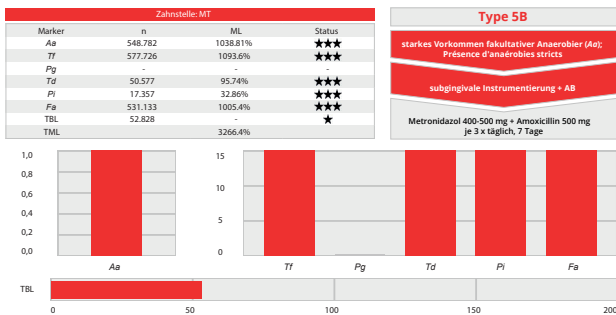 Zahnstelle: MT
Marker n ML Status
Aa 548.782 1038.81% ★★★
Tf 577.726 1093.6% ★★★
Pg - - -
Td 50.577 95.74% ★★★
Pi 17.357 32.86% ★★★
Fa 531.133 1005.4% ★★★
TBL 52.828 - ★
TML 3266.4%
Type 5B
starkes Vorkommen fakultativer Anaerobier (Aa);
Présence d'anaérobies stricts
subgingivale Instrumentierung + AB
Metronidazol 400-500 mg + Amoxicillin 500 mg
je 3 x täglich, 7 Tage
1,0
0,8
0,6
0,4
0,2
0,0
Aa
15
10
5
0
Tf Pg Td Pi Fa
TBL
0 50 100 150 200